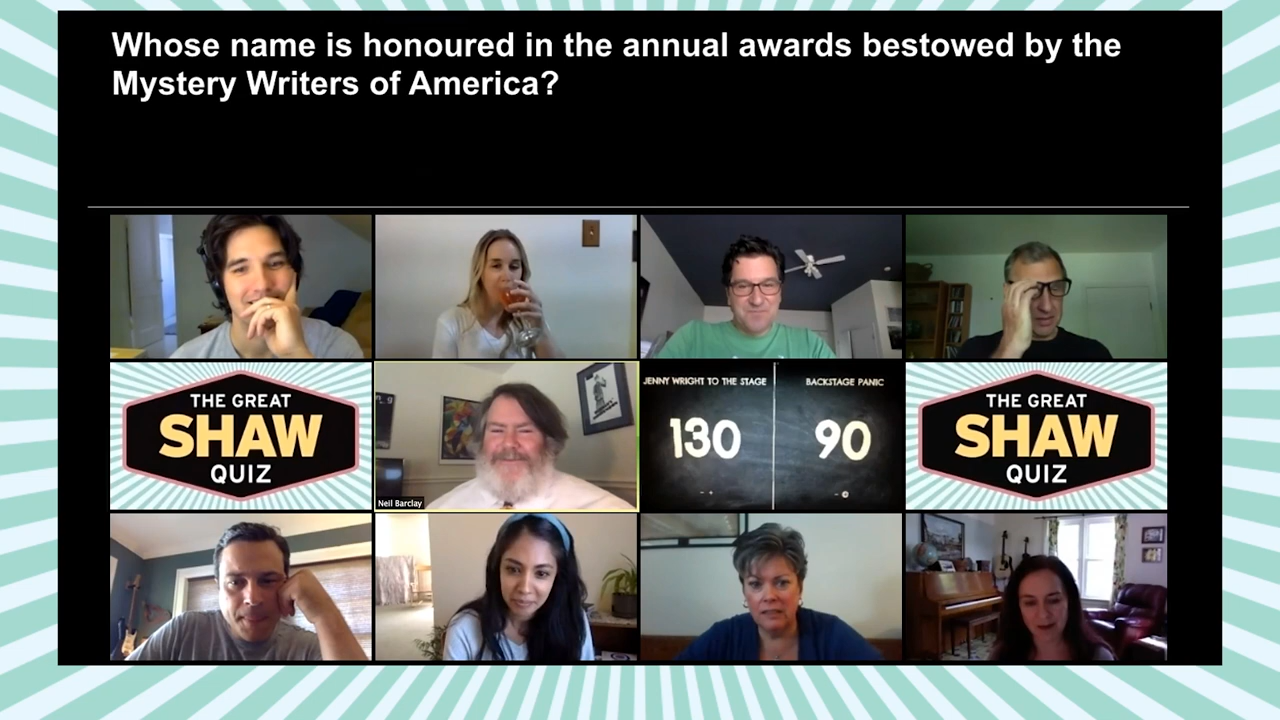 Whose name is honoured in the annual awards bestowed by the
Mystery Writers of America?
THE GREAT
SHAW
QUIZ
Neil Barclay
JENNY WRIGHT TO THE STAGE
130
BACKSTAGE PANIC
90
THE GREAT
SHAW
QUIZ